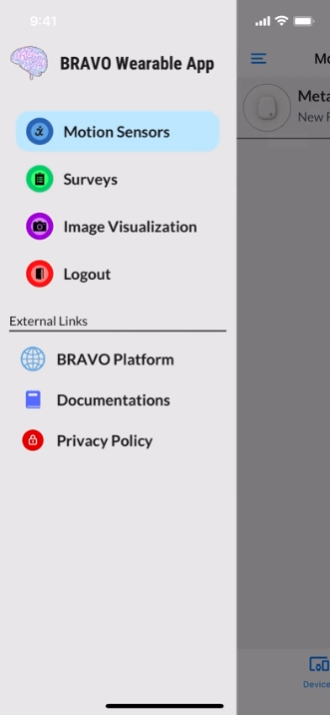 9:41
BRAVO Wearable App
Motion Sensors
Surveys
Image Visualization
Logout
External Links
BRAVO Platform
Documentations
Privacy Policy
Mo
Meta
New
Device